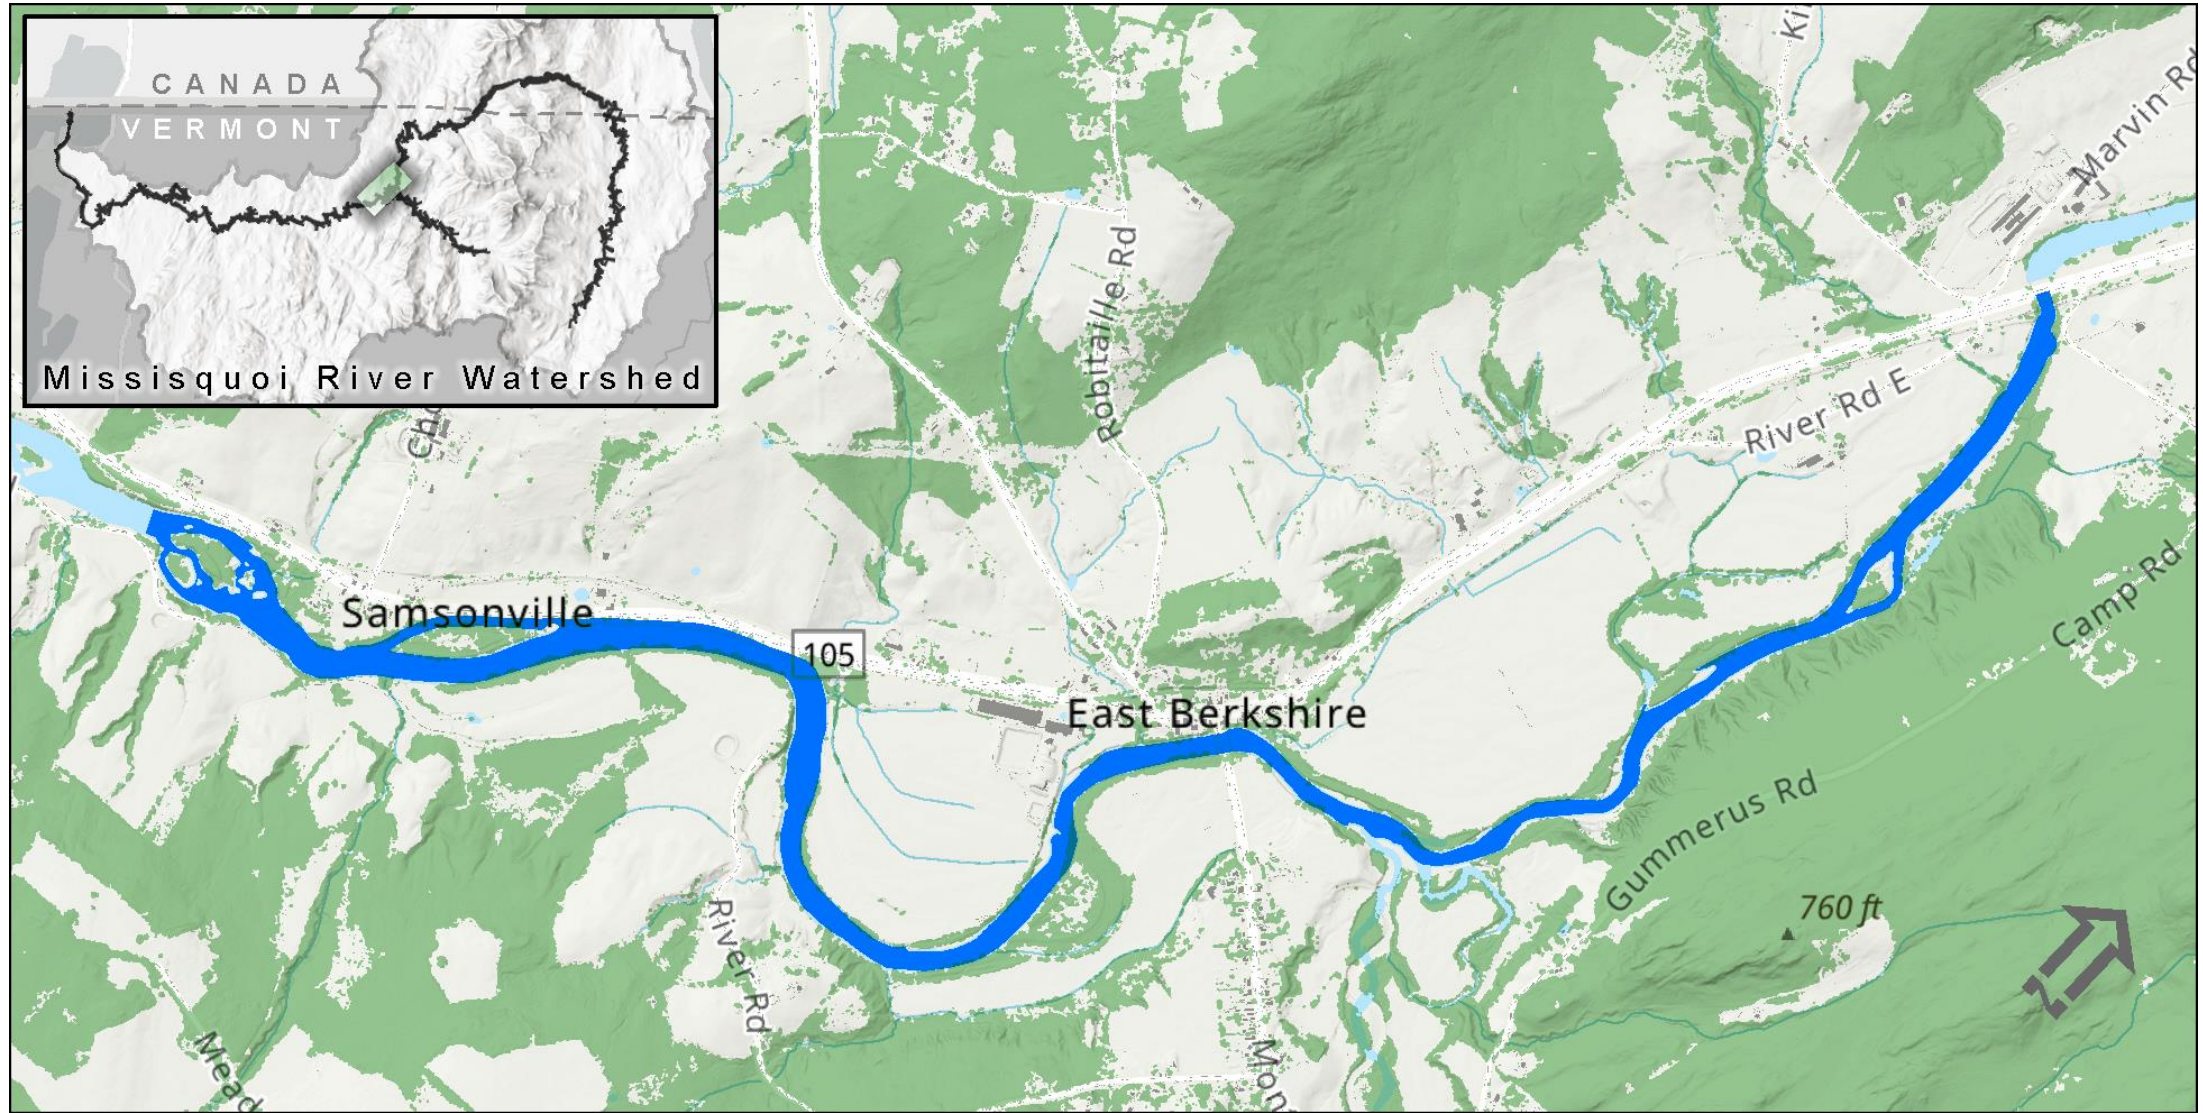 CANADA
VERMONT
Missisquoi River Watershed
Marvin Rd
Robitaille Rd
River Rd E
Samsonville
105
East Berkshire
Camp Rd
Gummerus Rd
760 ft
River Rd
N